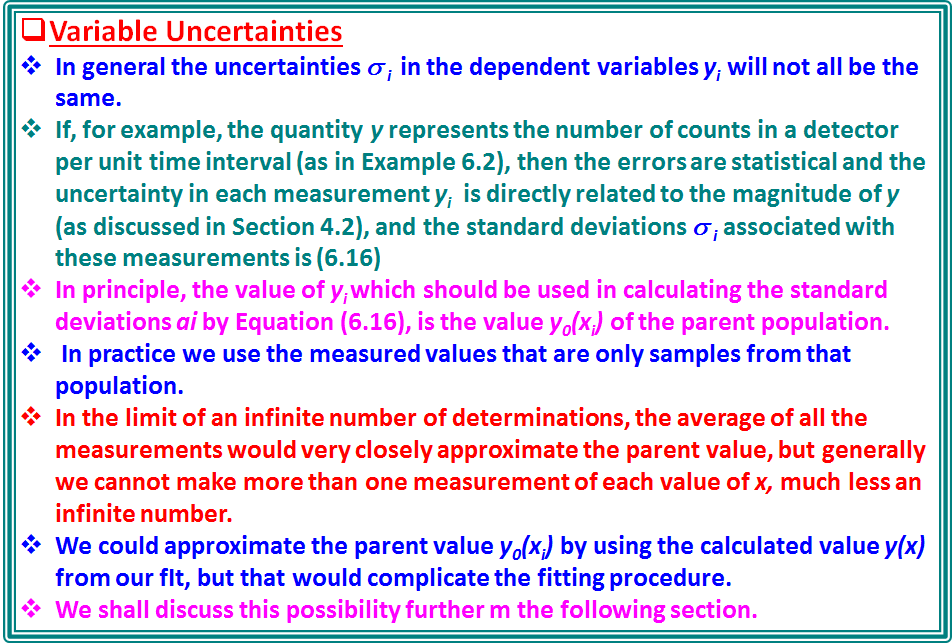 ❑Variable Uncertainties
❖ In general the uncertainties σi in the dependent variables yi will not all be the
same.
❖ If, for example, the quantity y represents the number of counts in a detector
per unit time interval (as in Example 6.2), then the errors are statistical and the
uncertainty in each measurement yi is directly related to the magnitude of y
(as discussed in Section 4.2), and the standard deviations σi associated with
these measurements is (6.16)
❖ In principle, the value of yi which should be used in calculating the standard
deviations ai by Equation (6.16), is the value yo(xi) of the parent population.
❖ In practice we use the measured values that are only samples from that
population.
❖ In the limit of an infinite number of determinations, the average of all the
measurements would very closely approximate the parent value, but generally
we cannot make more than one measurement of each value of x, much less an
infinite number.
❖ We could approximate the parent value yo(xi) by using the calculated value y(x)
from our flt, but that would complicate the fitting procedure.
❖ We shall discuss this possibility further m the following section.